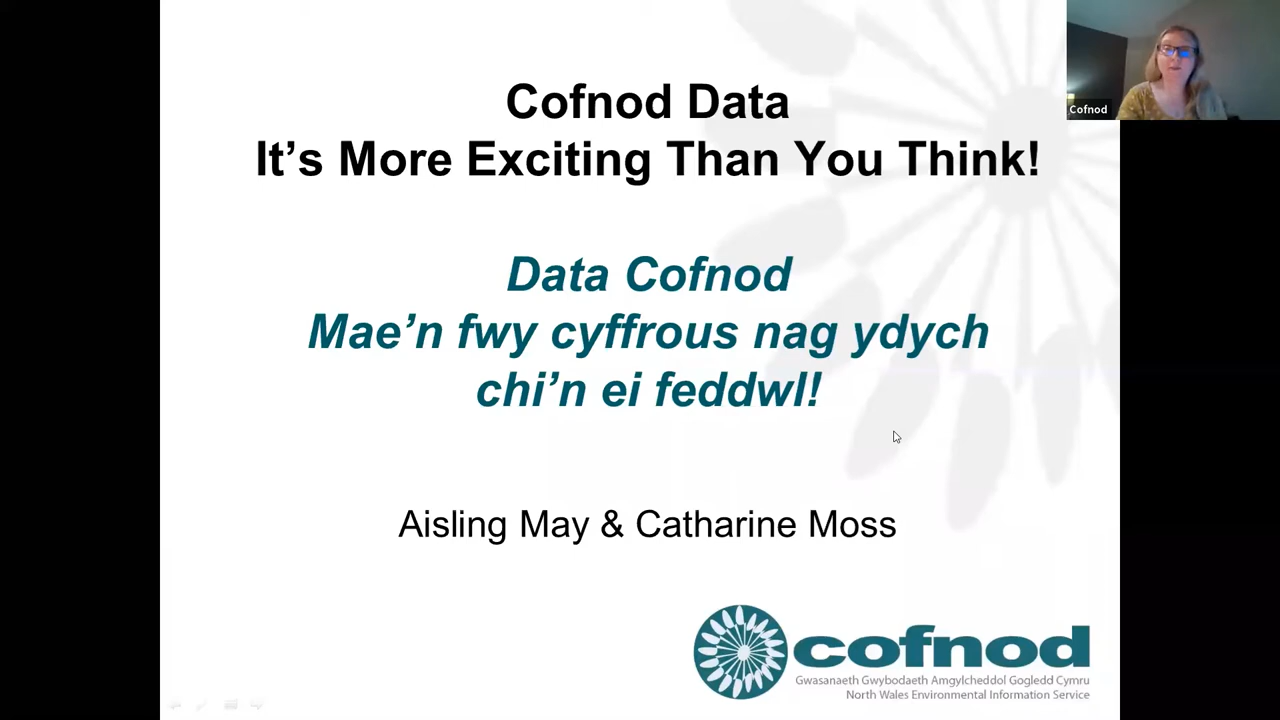 Cofnod Data
It's More Exciting Than You Think!
Data Cofnod
Mae'n fwy cyffrous nag ydych
chi'n ei feddwl!
Aisling May & Catharine Moss
cofnod
Gwasanaeth Gwybodaeth Amgylcheddol Gogledd Cymru
North Wales Environmental Information Service
Cofnod